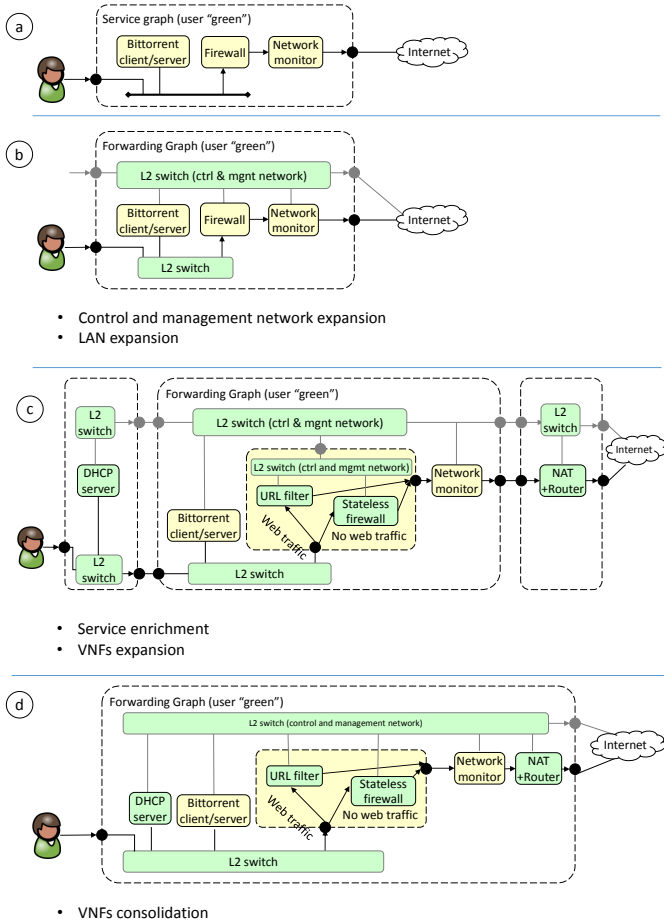 a
Service graph (user “green”)
Bittorrent
client/server
Firewall
Network
monitor
Internet
b
Forwarding Graph (user “green”)
L2 switch (ctrl & mgnt network)
Bittorrent
client/server
Firewall
Network
monitor
Internet
L2 switch
• Control and management network expansion
• LAN expansion
c
Forwarding Graph (user “green”)
L2
switch
L2 switch (ctrl & mgnt network)
L2
switch
Internet
L2 switch (ctrl and mgmt network)
DHCP
server
URL filter
Network
monitor
NAT
+Router
Stateless
firewall
Bittorrent
client/server
Web traffic
No web traffic
L2
switch
L2 switch
• Service enrichment
• VNFs expansion
d
Forwarding Graph (user “green”)
L2 switch (control and management network)
Internet
URL filter
Network
monitor
NAT
+Router
Stateless
firewall
DHCP
server
Bittorrent
client/server
Web traffic
No web traffic
L2 switch
• VNFs consolidation